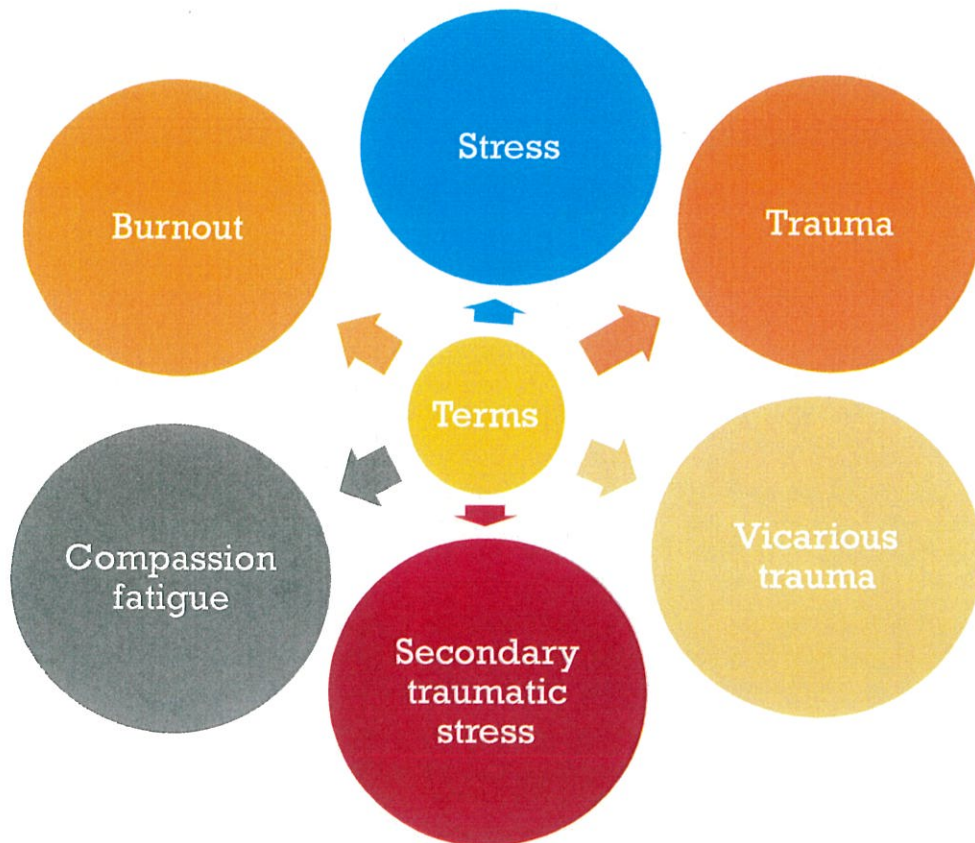 Stress
Burnout
Trauma
Terms
Compassion
fatigue
Vicarious
trauma
Secondary
traumatic
stress